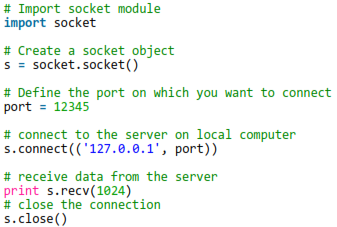 # Import socket module
import socket

# Create a socket object
s = socket.socket()

# Define the port on which you want to connect
port = 12345

# connect to the server on local computer
s.connect(('127.0.0.1', port))

# receive data from the server
print s.recv(1024)
# close the connection
s.close()